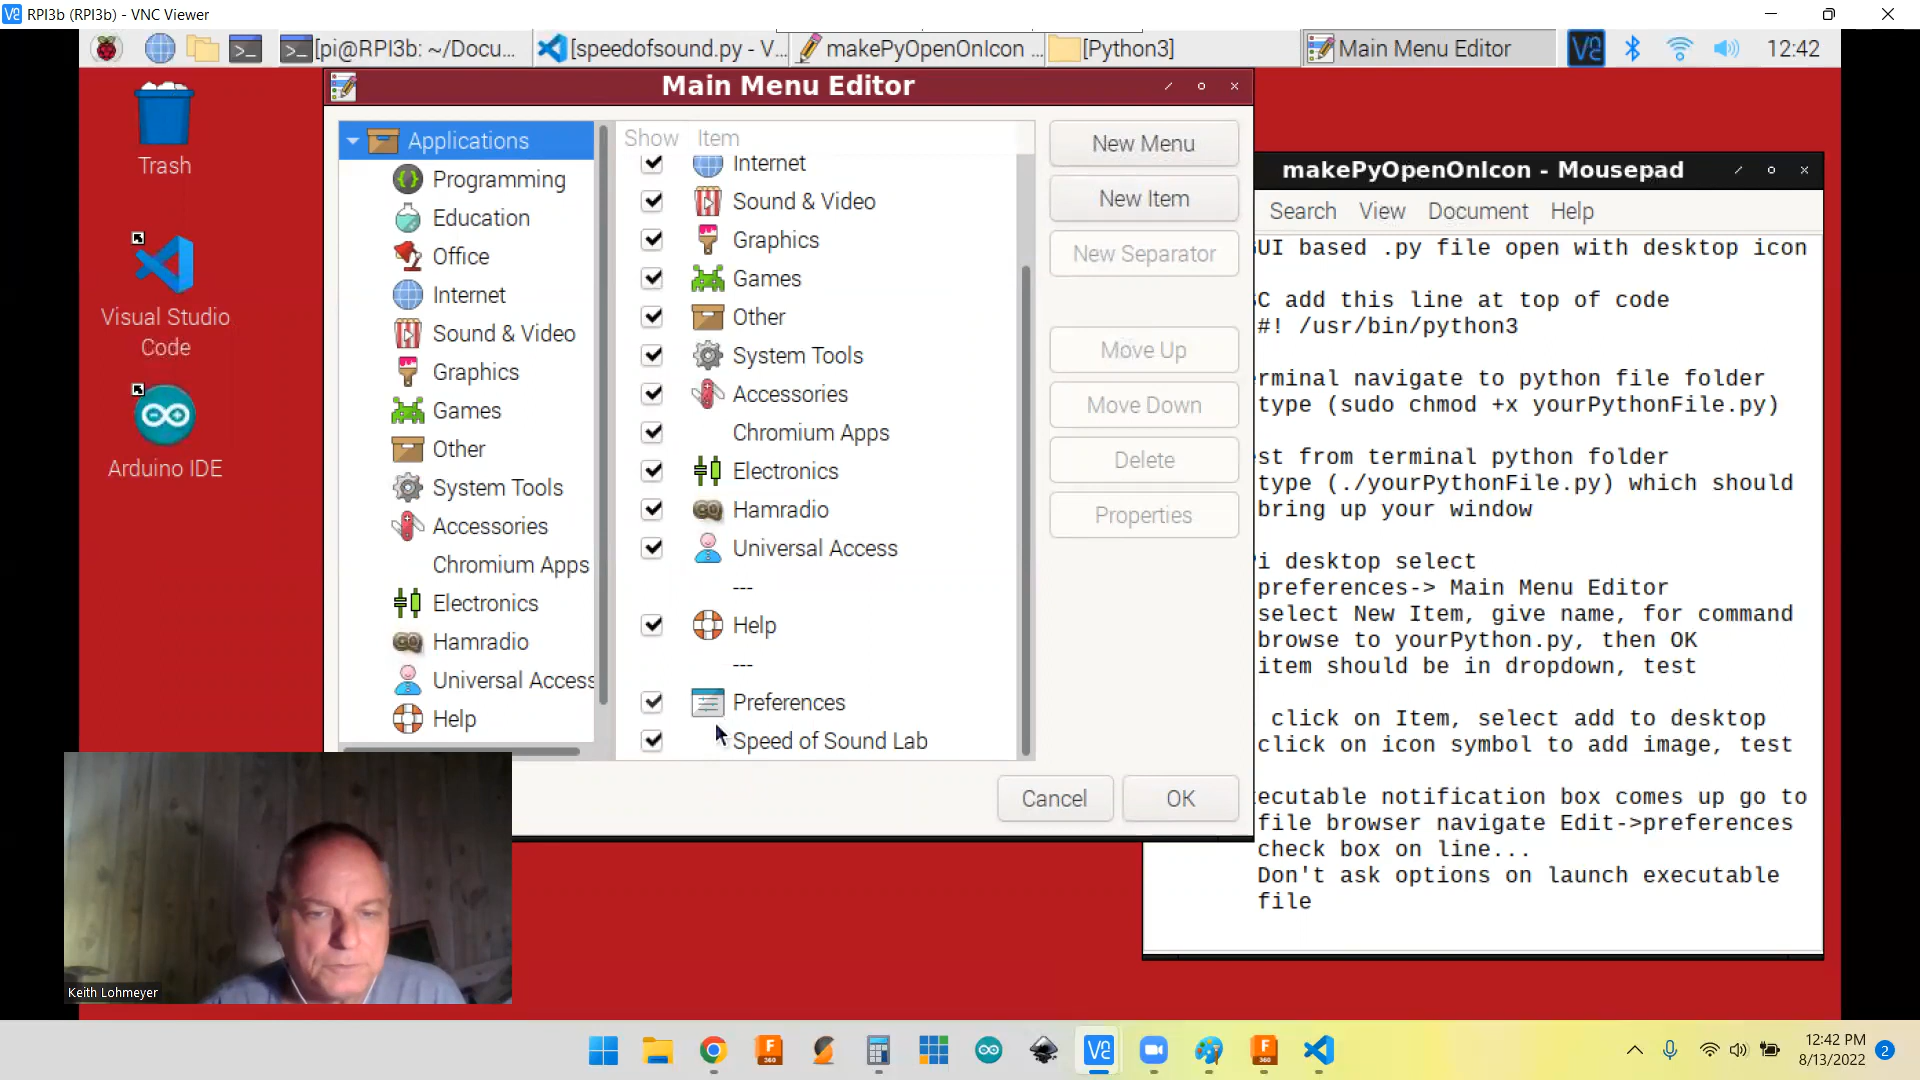 RPI3b (RPI3b) - VNC Viewer
[pi@RPI3b: ~/Docu...
[speedofsound.py - V...
makePyOpenOnIcon ...
[Python3]
Main Menu Editor
12:42
Trash
Visual Studio
Code
Arduino IDE
Main Menu Editor
Applications
Programming
Education
Office
Internet
Sound & Video
Graphics
Games
Other
System Tools
Accessories
Chromium Apps
Electronics
Hamradio
Universal Access
Help
Show Item
Internet
Sound & Video
Graphics
Games
Other
System Tools
Accessories
Chromium Apps
Electronics
Hamradio
Universal Access
---
Help
---
Preferences
Speed of Sound Lab
New Menu
New Item
New Separator
Move Up
Move Down
Delete
Properties
Cancel
OK
makePyOpenOnIcon - Mousepad
Search View Document Help
GUI based .py file open with desktop icon
C add this line at top of code
#! /usr/bin/python3
erminal navigate to python file folder
type (sudo chmod +x yourPythonFile.py)
est from terminal python folder
type (./yourPythonFile.py) which should
bring up your window
i desktop select
preferences-> Main Menu Editor
select New Item, give name, for command
browse to yourPython.py, then OK
item should be in dropdown, test
click on Item, select add to desktop
click on icon symbol to add image, test
ecutable notification box comes up go to
file browser navigate Edit->preferences
check box on line...
Don't ask options on launch executable
file
Keith Lohmeyer
12:42 PM
8/13/2022
2